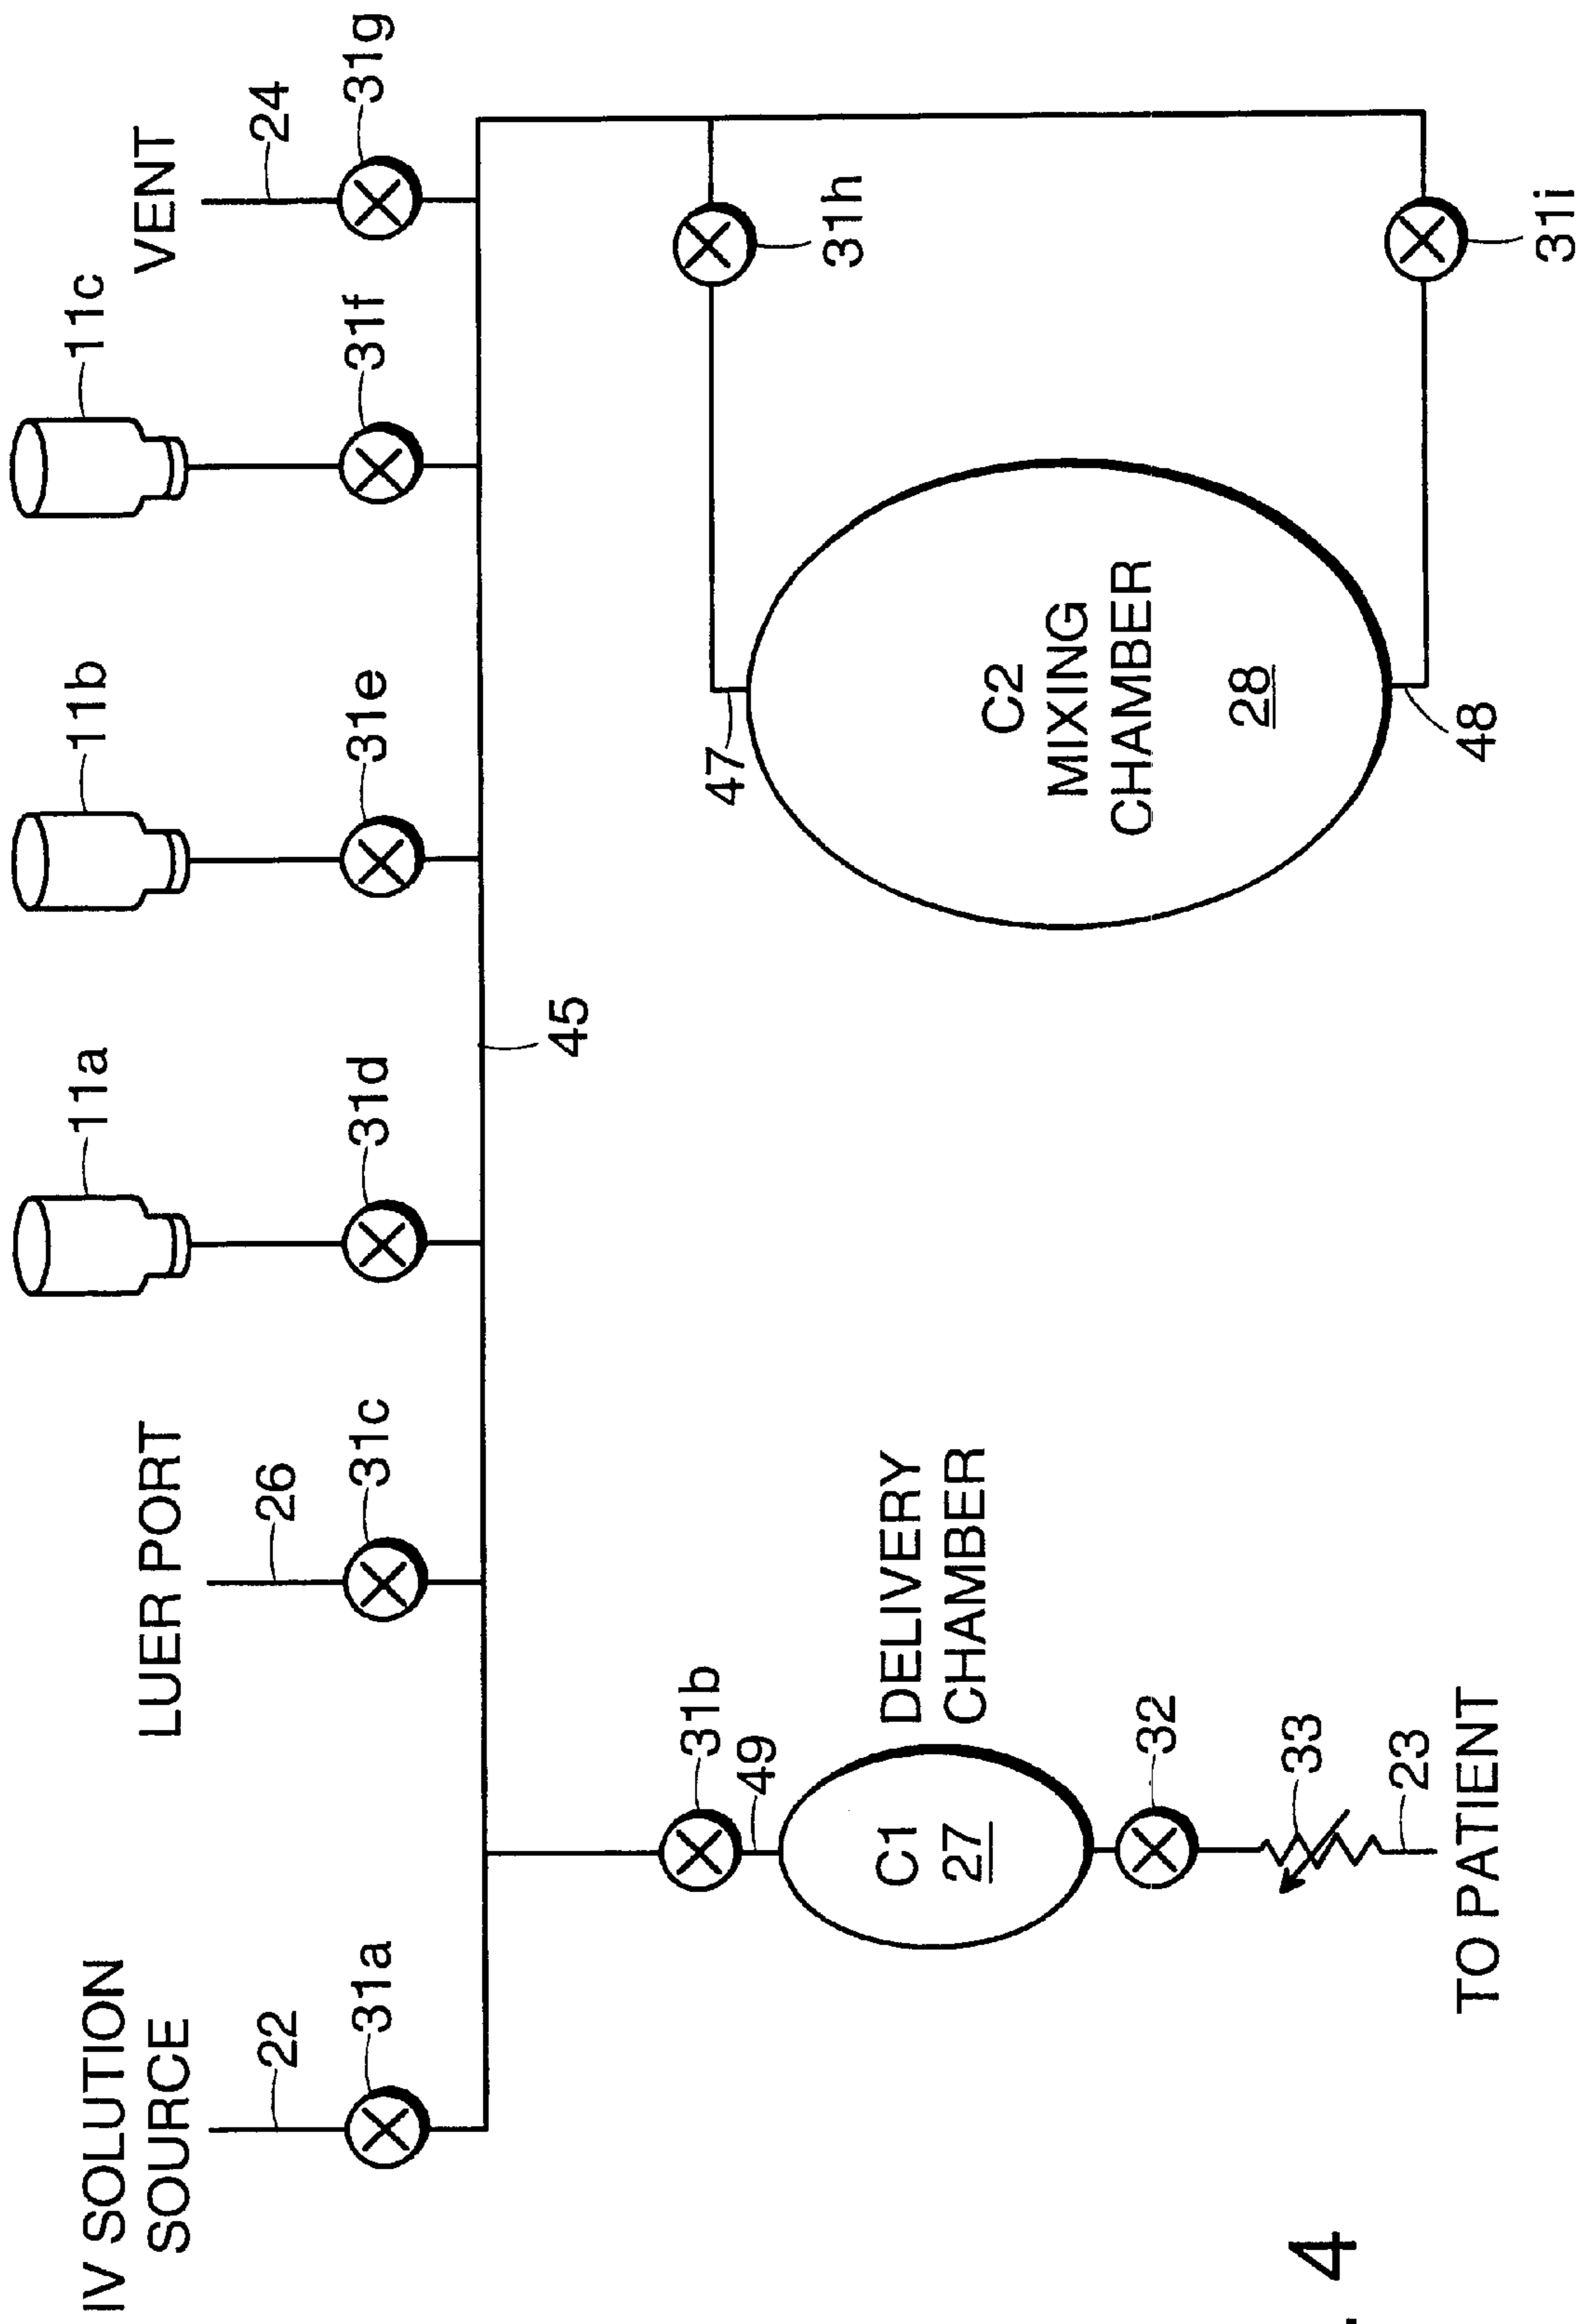 IV SOLUTION
SOURCE
22
31a
LUER PORT
26
31c
11a
31d
11b
31e
11c
31f
VENT
24
31g
45
31b
49
C1
27
DELIVERY
CHAMBER
32
33
23
TO PATIENT
47
31h
C2
MIXING
CHAMBER
28
48
31i
. 4